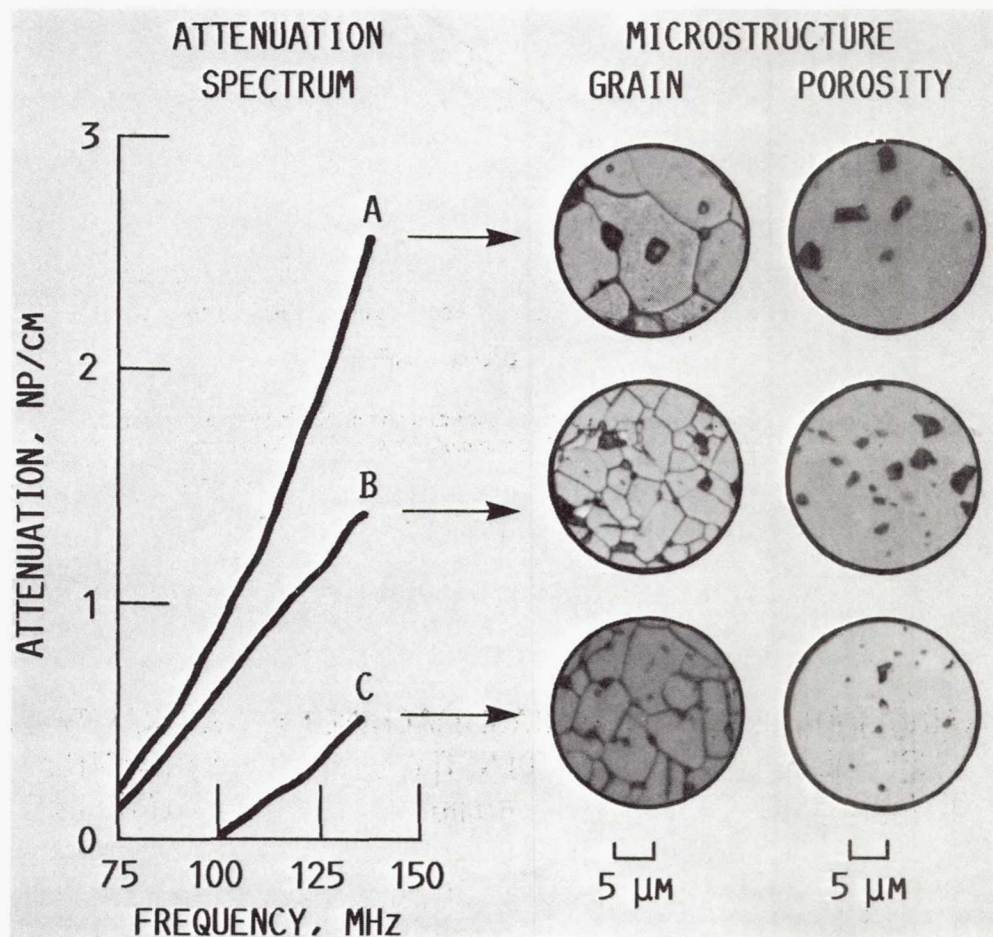 ATTENUATION
SPECTRUM
MICROSTRUCTURE
GRAIN
POROSITY
ATTENUATION, NP/CM
3
2
1
0
A
B
C
75
100
125
150
FREQUENCY, MHz
5 μM
5 μM